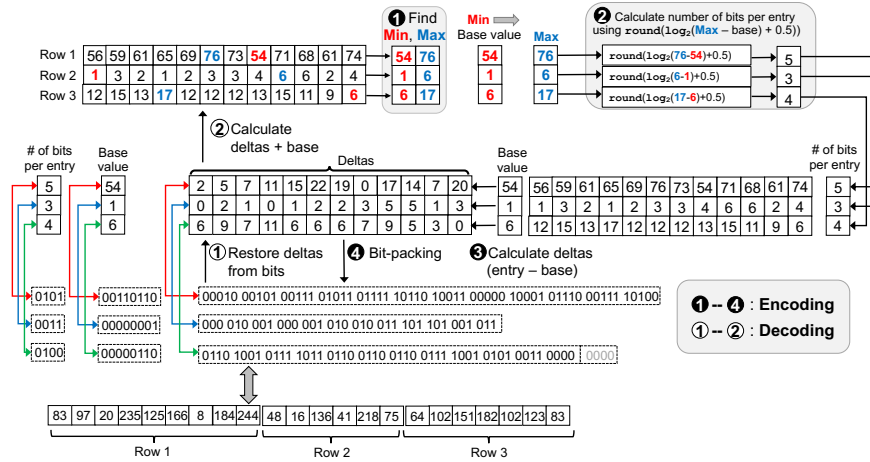 ❶ Find
Min, Max
Min
Base value
Max
❷ Calculate number of bits per entry
using round(log2(Max – base) + 0.5))
Row 1 56 59 61 65 69 76 73 54 71 68 61 74
54 76
54
76
round(log2(76-54)+0.5)
5
Row 2 1 3 2 1 2 3 3 4 6 6 2 4
1 6
1
6
round(log2(6-1)+0.5)
3
Row 3 12 15 13 17 12 12 12 13 15 11 9 6
6 17
6
17
round(log2(17-6)+0.5)
4
② Calculate
deltas + base
# of bits
per entry
Base
value
Deltas
Base
value
# of bits
per entry
5
54
2 5 7 11 15 22 19 0 17 14 7 20
54
56 59 61 65 69 76 73 54 71 68 61 74
5
3
1
0 2 1 0 1 2 2 3 5 5 1 3
1
1 3 2 1 2 3 3 4 6 6 2 4
3
4
6
6 9 7 11 6 6 6 7 9 5 3 0
6
12 15 13 17 12 12 12 13 15 11 9 6
4
① Restore deltas
from bits
❹ Bit-packing
❸ Calculate deltas
(entry – base)
0101
00110110
00010 00101 00111 01011 01111 10110 10011 00000 10001 01110 00111 10100
0011
00000001
000 010 001 000 001 010 010 011 101 101 001 011
0100
00000110
0110 1001 0111 1011 0110 0110 0110 0111 1001 0101 0011 0000 0000
❶ -- ❹ : Encoding
① -- ② : Decoding
83 97 20 235 125 166 8 184 244 48 16 136 41 218 75 64 102 151 182 102 123 83
Row 1
Row 2
Row 3